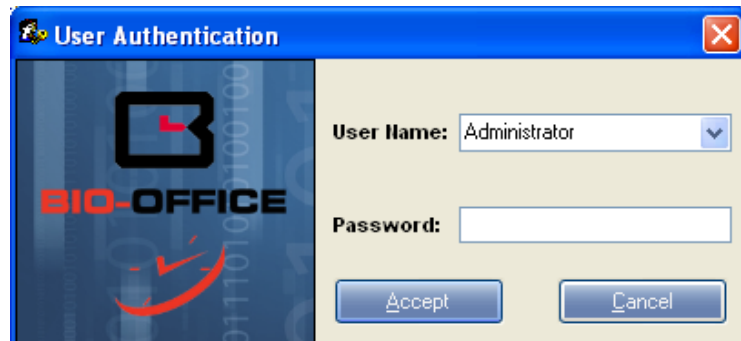 User Authentication
BIO-OFFICE
User Name: Administrator
Password:
Accept Cancel